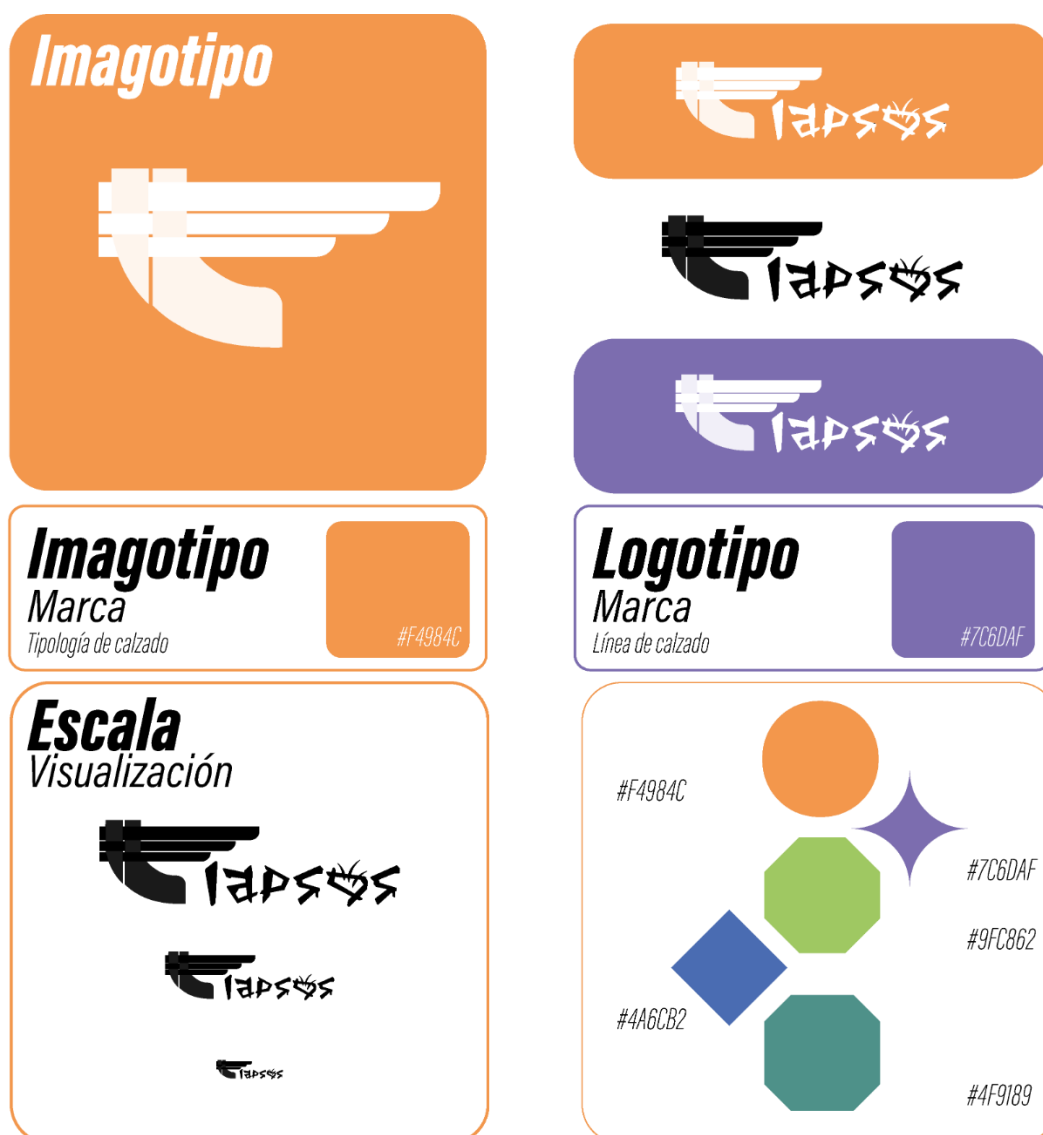 Imagotipo
lapsos
lapsos
lapsos
Imagotipo
Marca
Tipología de calzado
#F4984C
Logotipo
Marca
Línea de calzado
#7C6DAF
Escala
Visualización
lapsos
lapsos
lapsos
#F4984C
#7C6DAF
#9FC862
#4A6CB2
#4F9189